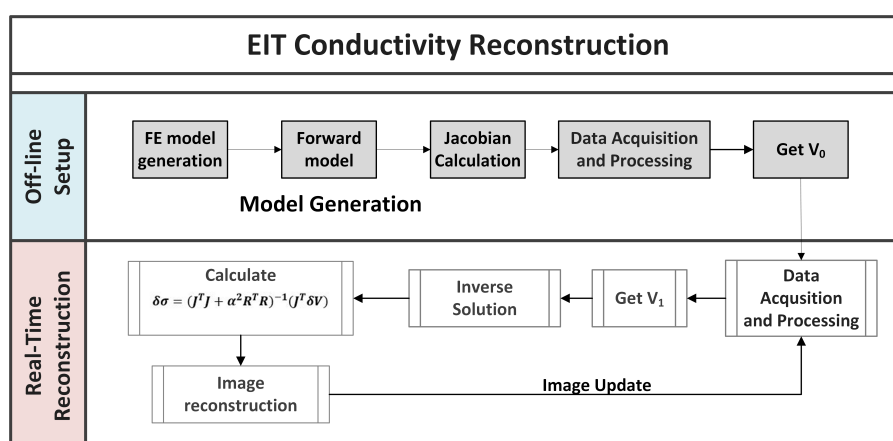 EIT Conductivity Reconstruction
Off-line
Setup
FE model
generation
Forward
model
Jacobian
Calculation
Data Acquisition
and Processing
Get V₀
Model Generation
Real-Time
Reconstruction
Calculate
δσ = (JᵀJ + α²RᵀR)⁻¹(JᵀδV)
Inverse
Solution
Get V₁
Data
Acqusition
and Processing
Image
reconstruction
Image Update